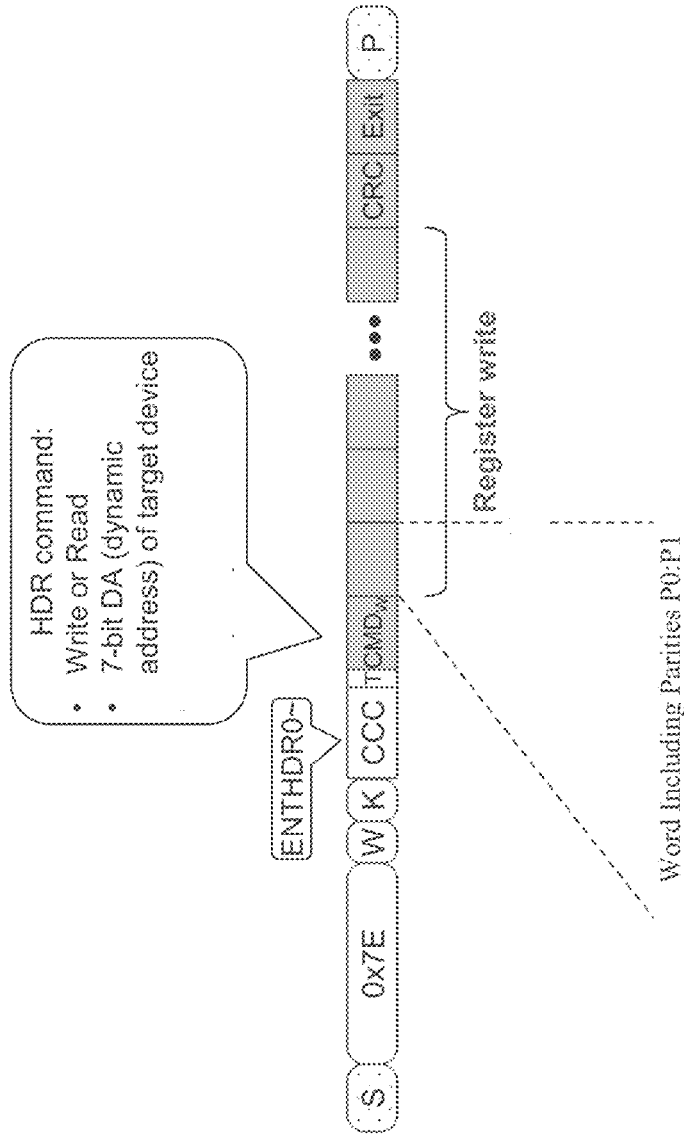 HDR command:
• Write or Read
• 7-bit DA (dynamic
address) of target device
ENTHDR0~
S 0x7E W K CCC T CMDW ••• CRC Exit P
Register write
Word Including Parities P0:P1